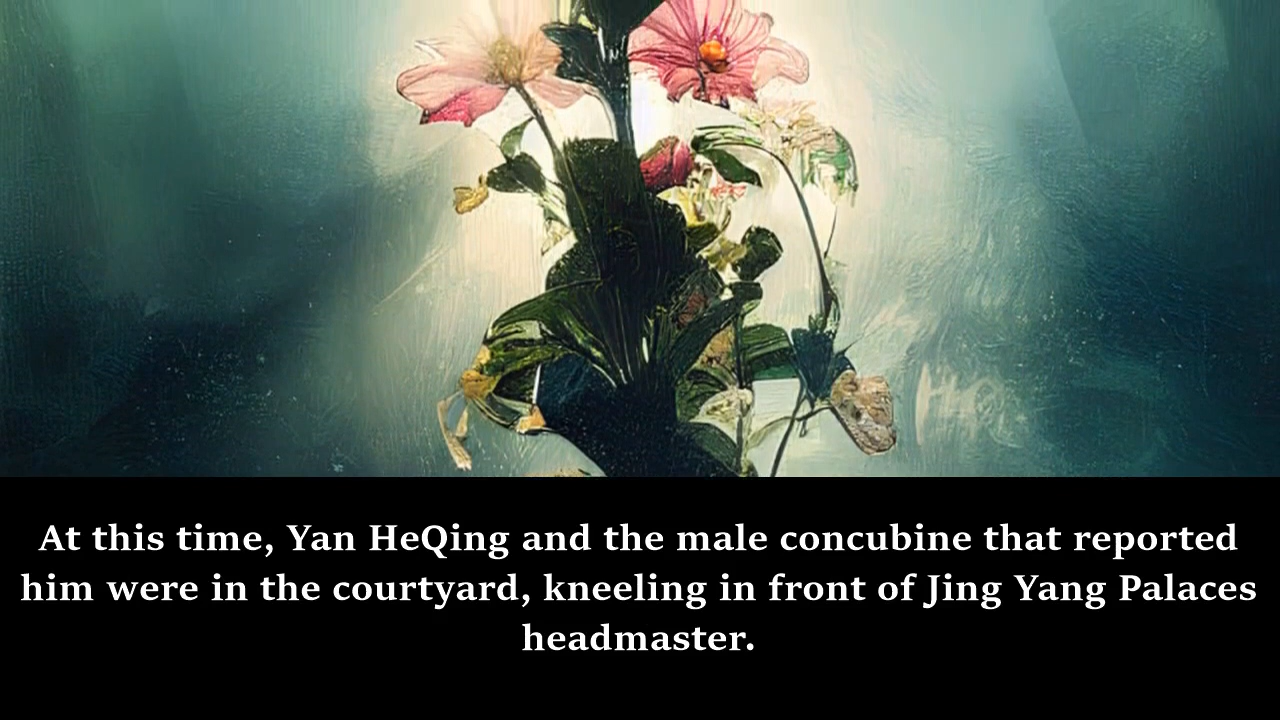 At this time, Yan HeQing and the male concubine that reported
him were in the courtyard, kneeling in front of Jing Yang Palaces
headmaster.